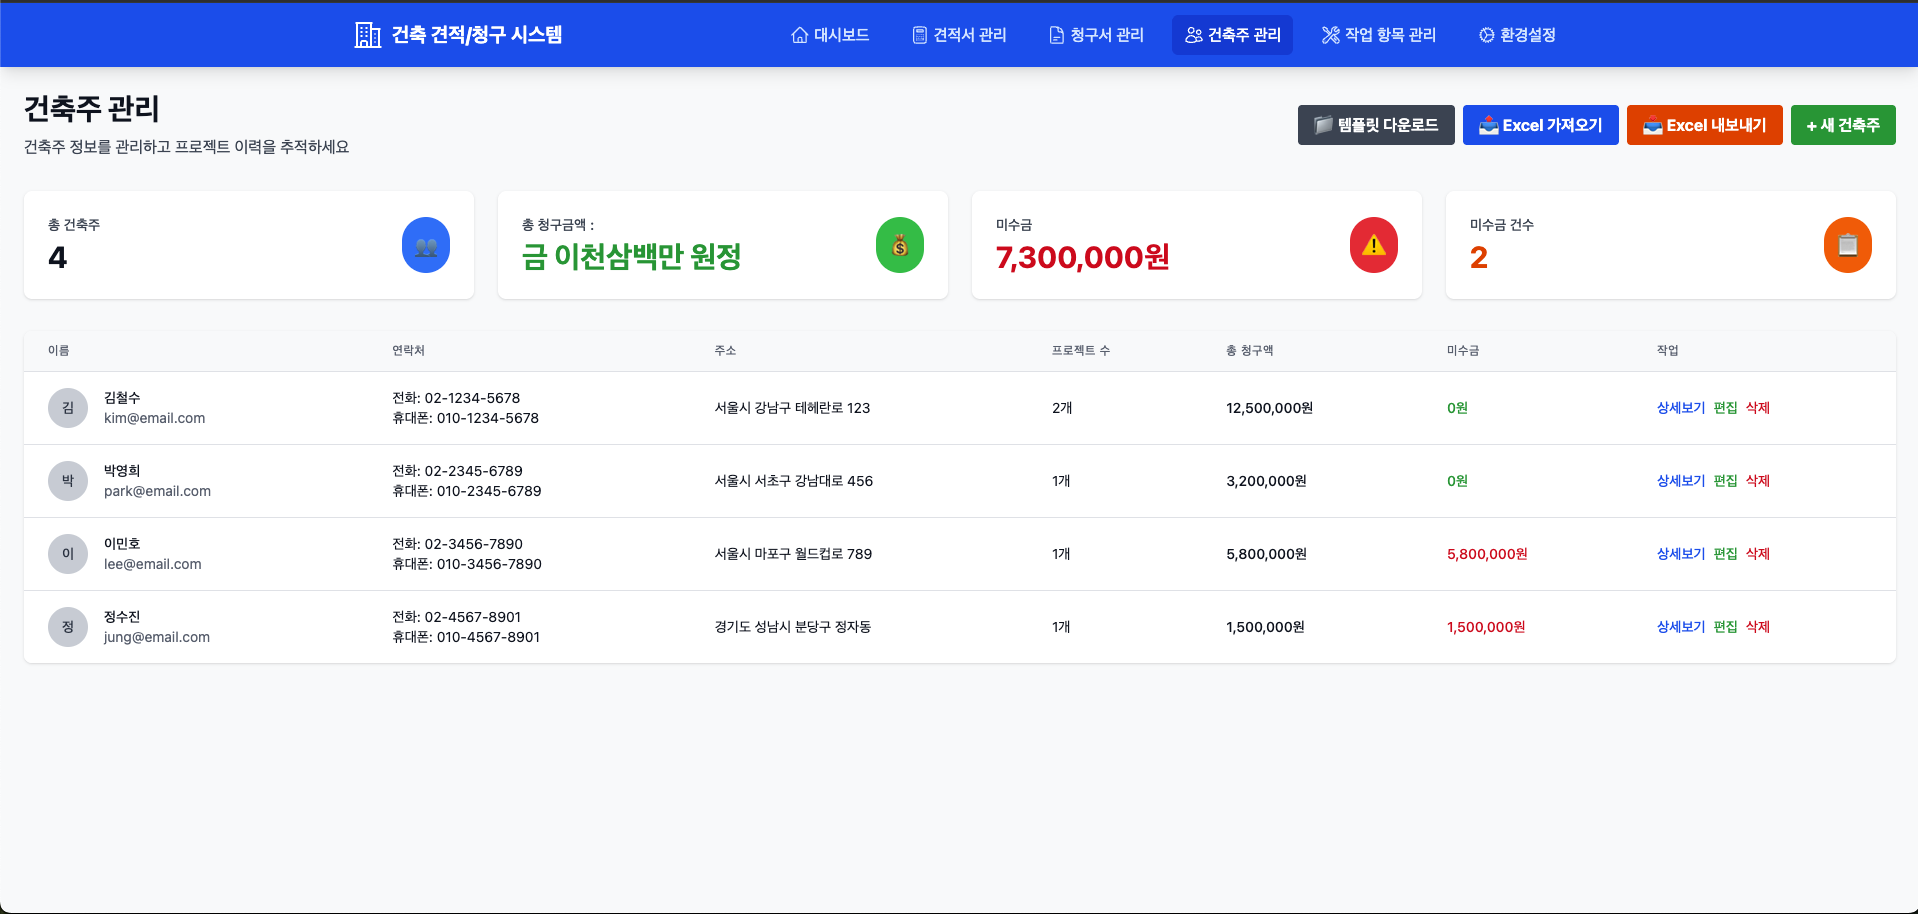 건축 견적/청구 시스템
대시보드
견적서 관리
청구서 관리
건축주 관리
작업 항목 관리
환경설정
건축주 관리
건축주 정보를 관리하고 프로젝트 이력을 추적하세요
템플릿 다운로드
Excel 가져오기
Excel 내보내기
+ 새 건축주
총 건축주
4
총 청구금액 :
금 이천삼백만 원정
미수금
7,300,000원
미수금 건수
2
이름 연락처 주소 프로젝트 수 총 청구액 미수금 작업
김
김철수
kim@email.com
전화: 02-1234-5678
휴대폰: 010-1234-5678
서울시 강남구 테헤란로 123
2개
12,500,000원
0원
상세보기 편집 삭제
박
박영희
park@email.com
전화: 02-2345-6789
휴대폰: 010-2345-6789
서울시 서초구 강남대로 456
1개
3,200,000원
0원
상세보기 편집 삭제
이
이민호
lee@email.com
전화: 02-3456-7890
휴대폰: 010-3456-7890
서울시 마포구 월드컵로 789
1개
5,800,000원
5,800,000원
상세보기 편집 삭제
정
정수진
jung@email.com
전화: 02-4567-8901
휴대폰: 010-4567-8901
경기도 성남시 분당구 정자동
1개
1,500,000원
1,500,000원
상세보기 편집 삭제